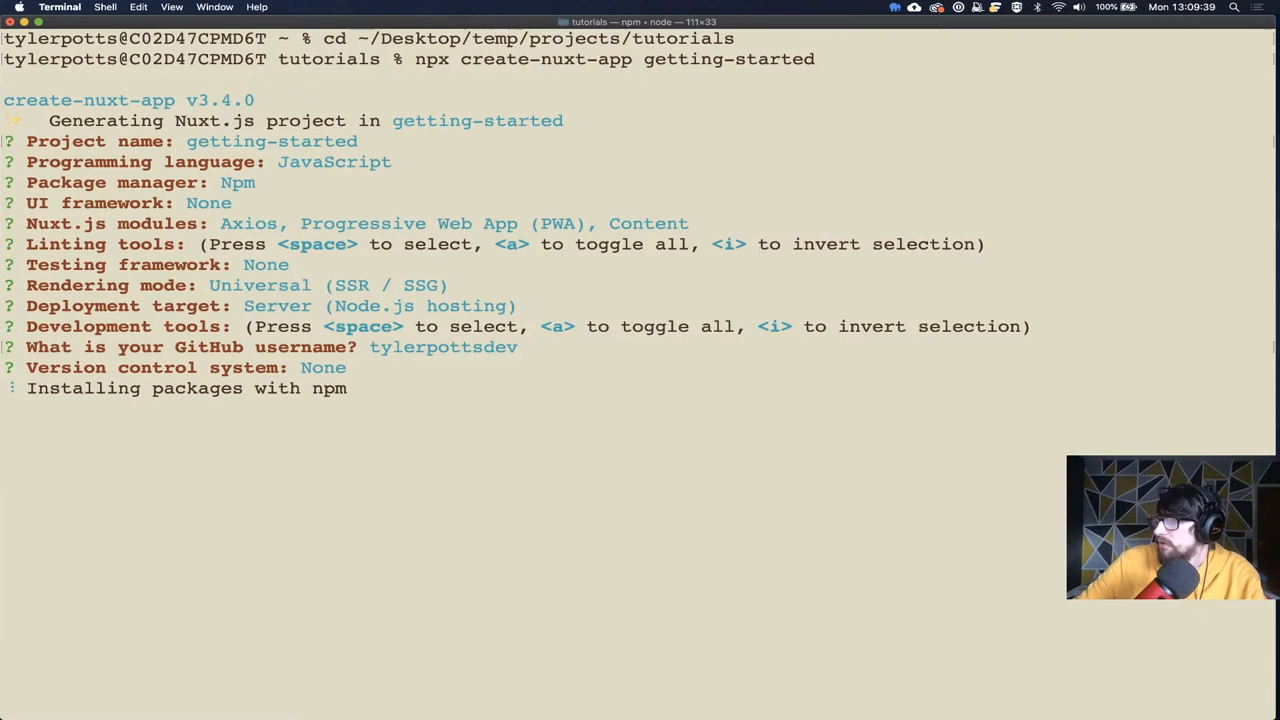 Terminal Shell Edit View Window Help 100% Mon 13:09:39
tutorials — npm • node — 111×33
tylerpotts@C02D47CPMD6T ~ % cd ~/Desktop/temp/projects/tutorials
tylerpotts@C02D47CPMD6T tutorials % npx create-nuxt-app getting-started
create-nuxt-app v3.4.0
✨ Generating Nuxt.js project in getting-started
? Project name: getting-started
? Programming language: JavaScript
? Package manager: Npm
? UI framework: None
? Nuxt.js modules: Axios, Progressive Web App (PWA), Content
? Linting tools: (Press <space> to select, <a> to toggle all, <i> to invert selection)
? Testing framework: None
? Rendering mode: Universal (SSR / SSG)
? Deployment target: Server (Node.js hosting)
? Development tools: (Press <space> to select, <a> to toggle all, <i> to invert selection)
? What is your GitHub username? tylerpottsdev
? Version control system: None
⠸ Installing packages with npm